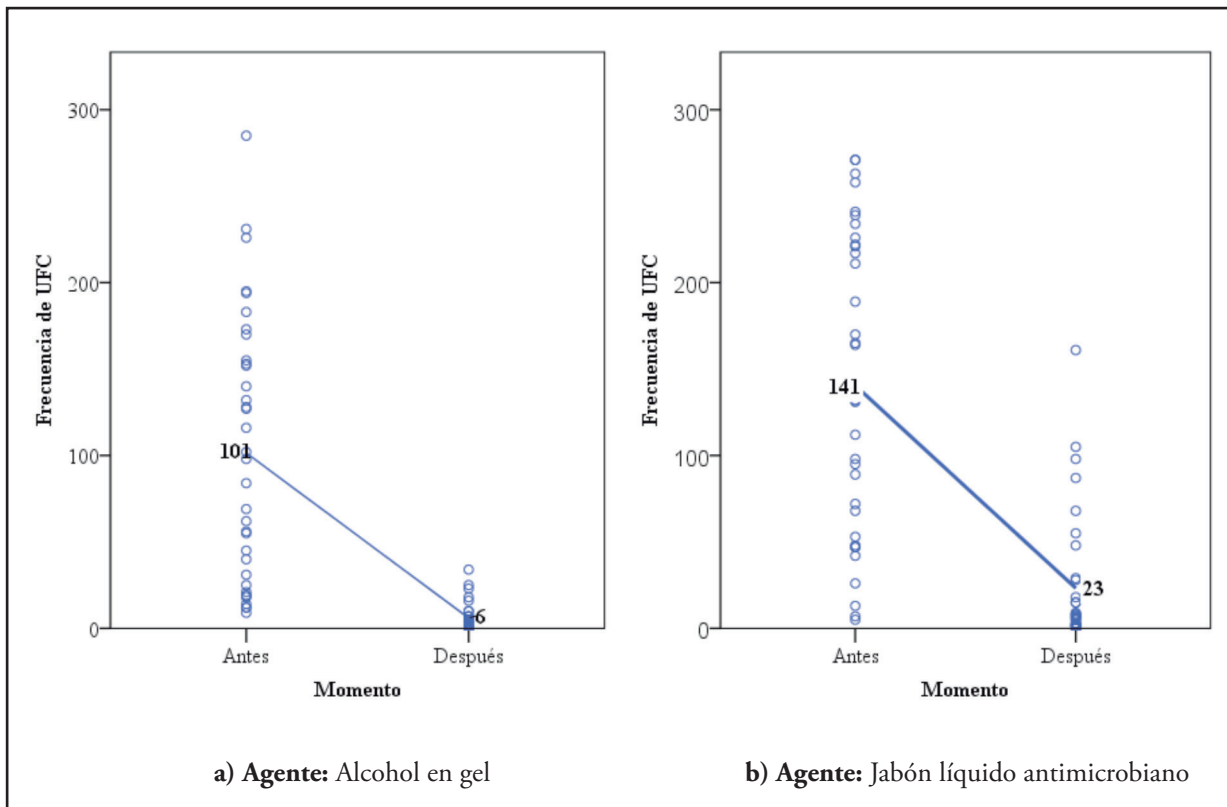 300
200
100
0
Frecuencia de UFC
101
6
Antes
Después
Momento
a) Agente: Alcohol en gel
300
200
100
0
Frecuencia de UFC
141
23
Antes
Después
Momento
b) Agente: Jabón líquido antimicrobiano